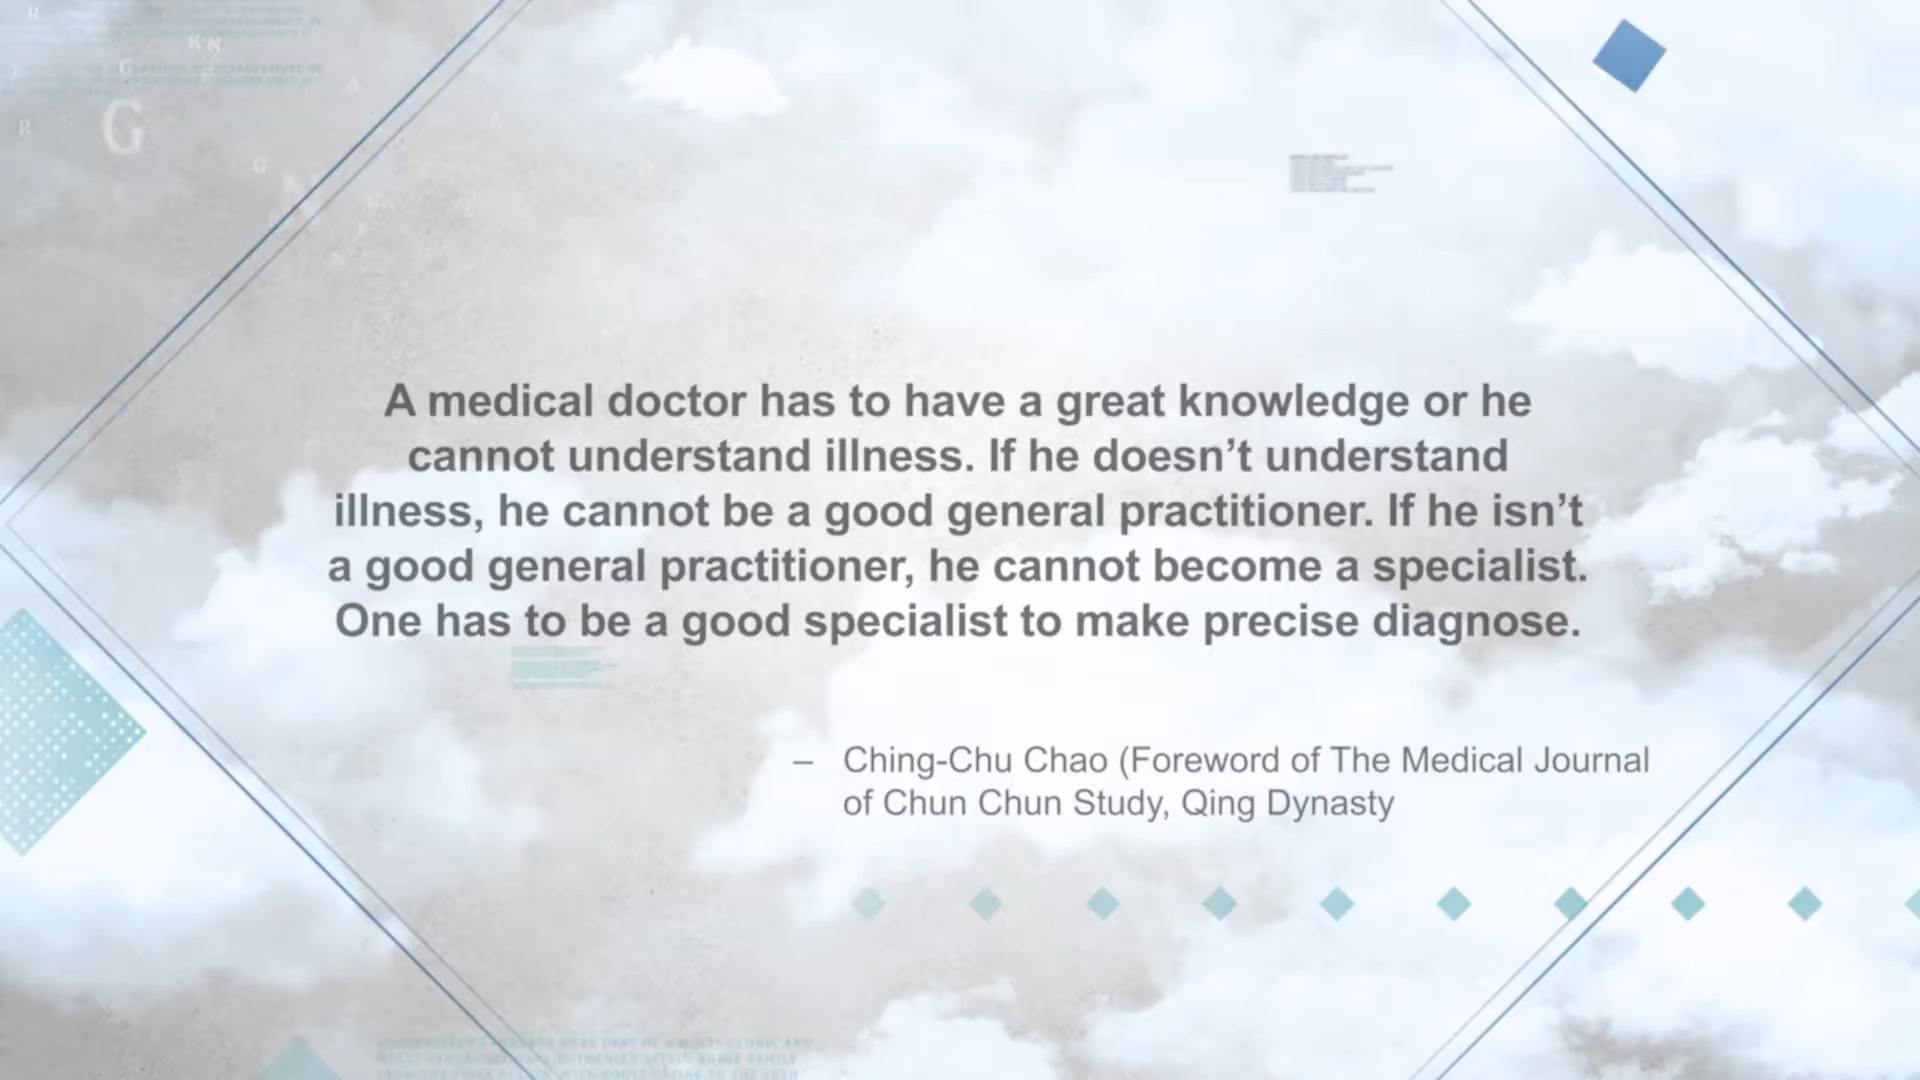 A medical doctor has to have a great knowledge or he
cannot understand illness. If he doesn’t understand
illness, he cannot be a good general practitioner. If he isn’t
a good general practitioner, he cannot become a specialist.
One has to be a good specialist to make precise diagnose.
– Ching-Chu Chao (Foreword of The Medical Journal
of Chun Chun Study, Qing Dynasty